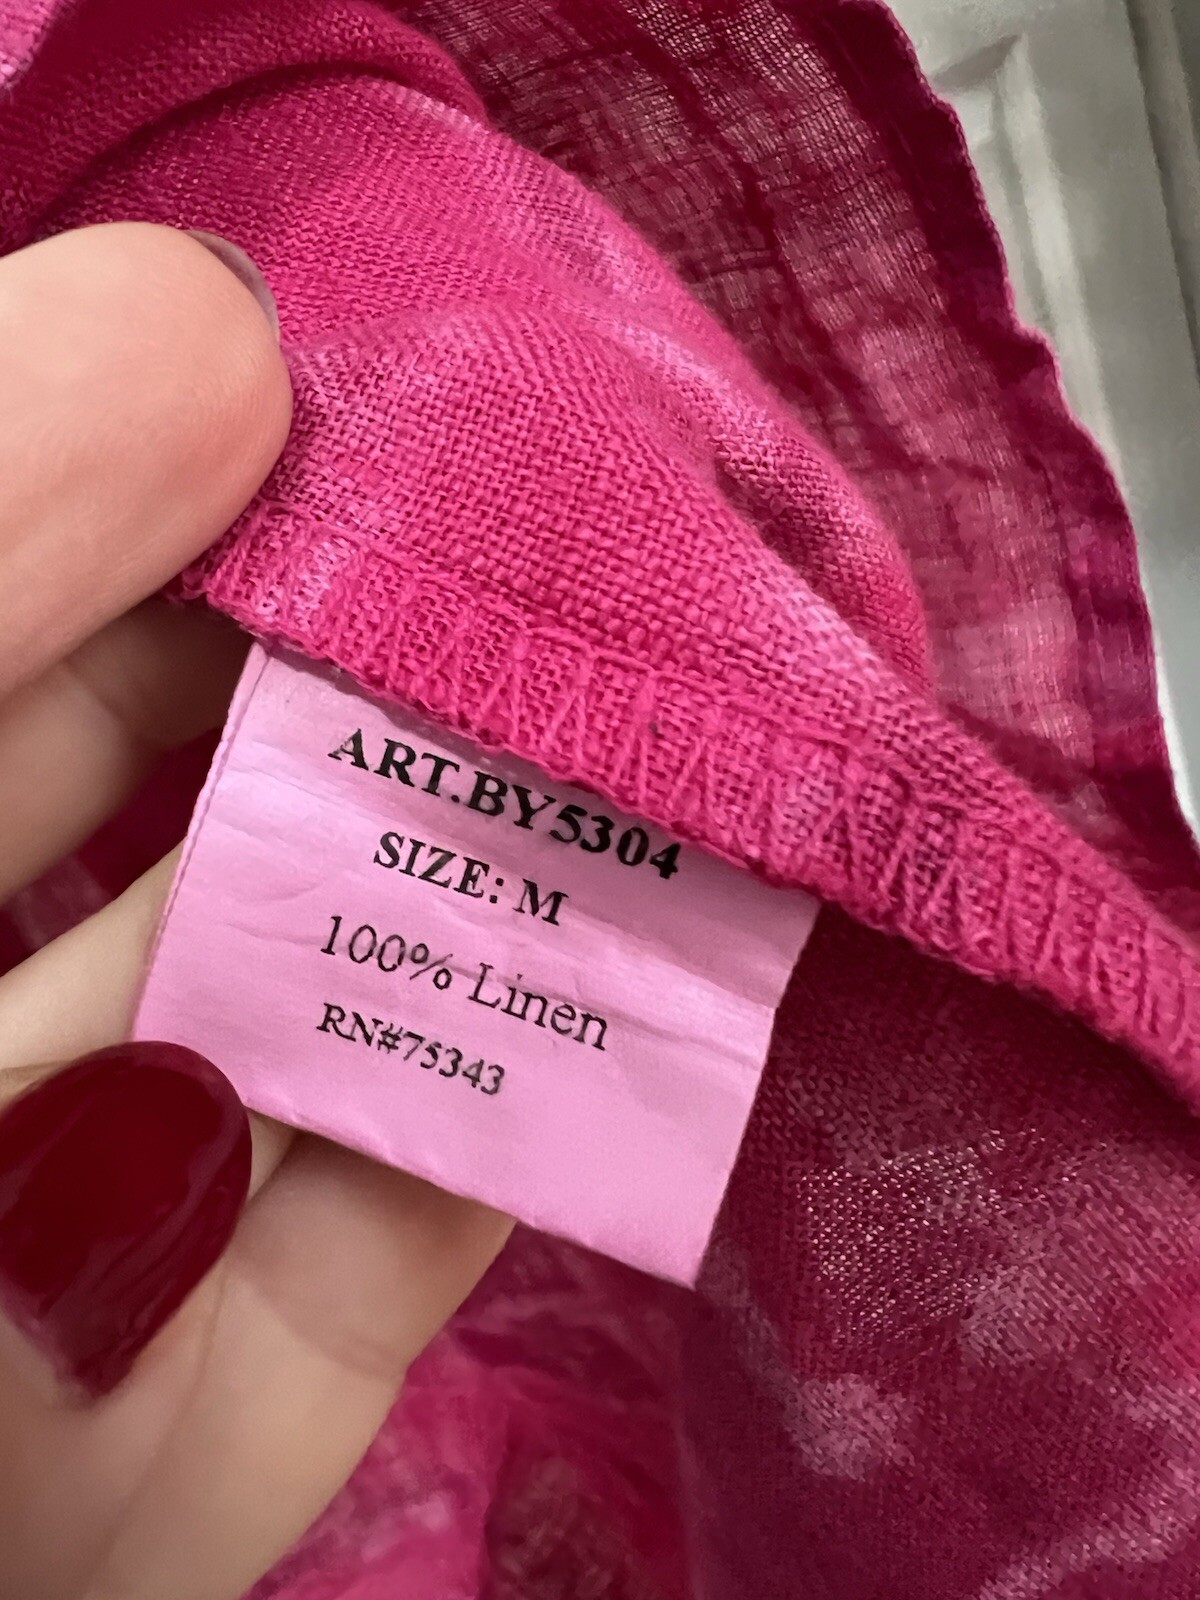 ART.BY5304
SIZE: M
100% Linen
RN#75343